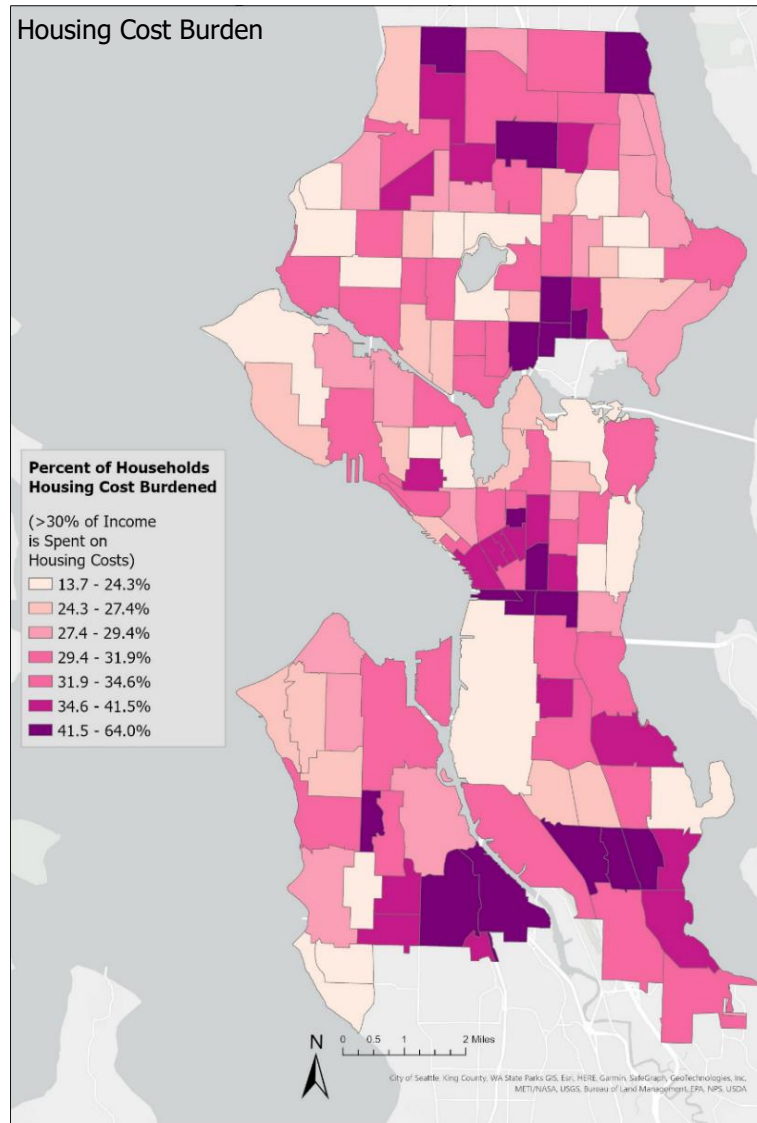 Housing Cost Burden
Percent of Households
Housing Cost Burdened
(>30% of Income
is Spent on
Housing Costs)
13.7 - 24.3%
24.3 - 27.4%
27.4 - 29.4%
29.4 - 31.9%
31.9 - 34.6%
34.6 - 41.5%
41.5 - 64.0%
N
0 0.5 1 2 Miles
City of Seattle, King County, WA State Parks GIS, Esri, HERE, Garmin, SafeGraph, GeoTechnologies, Inc,
METI/NASA, USGS, Bureau of Land Management, EPA, NPS, USDA